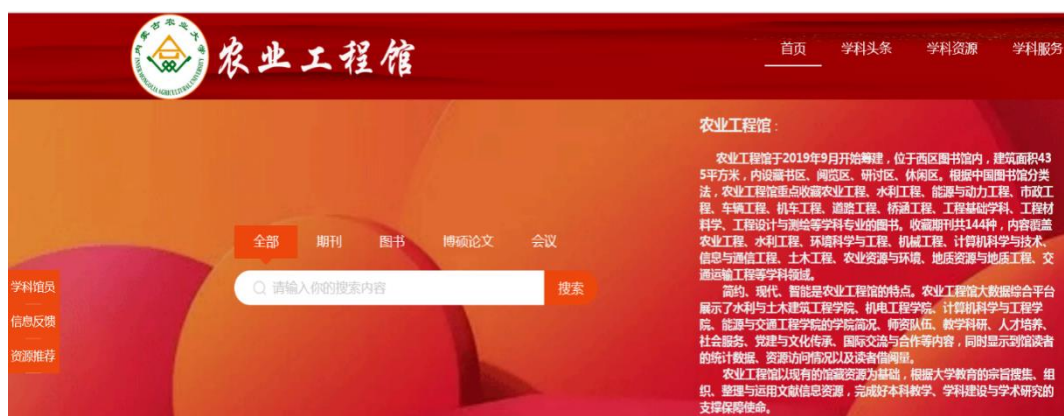 内蒙古农业大学
INNER MONGOLIA AGRICULTURAL UNIVERSITY
农业工程馆
首页 学科头条 学科资源 学科服务
农业工程馆：
农业工程馆于2019年9月开始筹建，位于西区图书馆内，建筑面积43
5平方米，内设藏书区、阅览区、研讨区、休闲区。根据中国图书馆分类
法，农业工程馆重点收藏农业工程、水利工程、能源与动力工程、市政工
程、车辆工程、机车工程、道路工程、桥涵工程、工程基础学科、工程材
料学、工程设计与测绘等学科专业的图书。收藏期刊共144种，内容覆盖
农业工程、水利工程、环境科学与工程、机械工程、计算机科学与技术、
信息与通信工程、土木工程、农业资源与环境、地质资源与地质工程、交
通运输工程等学科领域。
简约、现代、智能是农业工程馆的特点。农业工程馆大数据综合平台
展示了水利与土木建筑工程学院、机电工程学院、计算机科学与工程学
院、能源与交通工程学院的学院简况、师资队伍、教学科研、人才培养、
社会服务、党建与文化传承、国际交流与合作等内容，同时显示到馆读者
的统计数据、资源访问情况以及读者借阅量。
农业工程馆以现有的馆藏资源为基础，根据大学教育的宗旨搜集、组
织、整理与运用文献信息资源，完成好本科教学、学科建设与学术研究的
支撑保障使命。
全部 期刊 图书 博硕论文 会议
请输入你的搜索内容 搜索
学科馆员
信息反馈
资源推荐